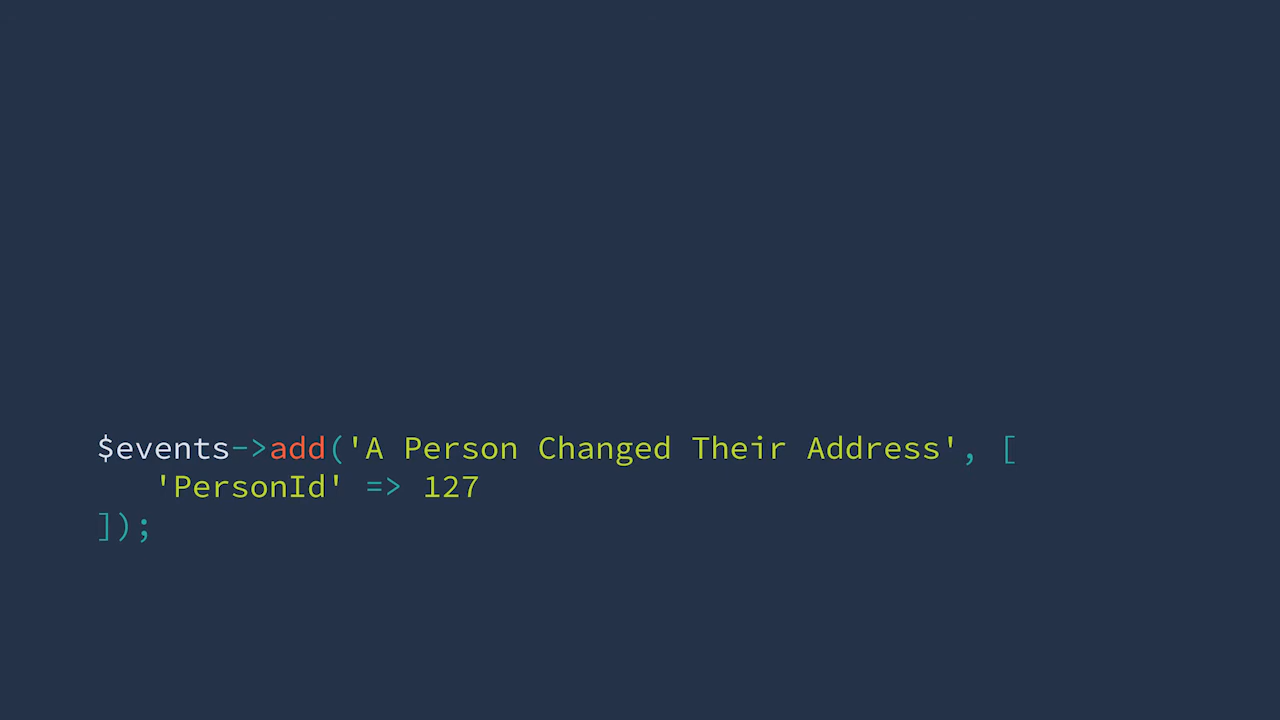 $events->add('A Person Changed Their Address', [
   'PersonId' => 127
]);